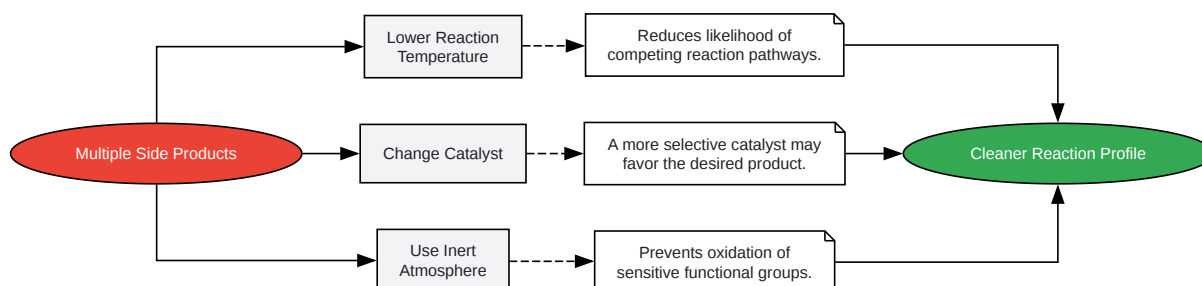 Multiple Side Products
Lower Reaction
Temperature
Reduces likelihood of
competing reaction pathways.
Change Catalyst
A more selective catalyst may
favor the desired product.
Use Inert
Atmosphere
Prevents oxidation of
sensitive functional groups.
Cleaner Reaction Profile